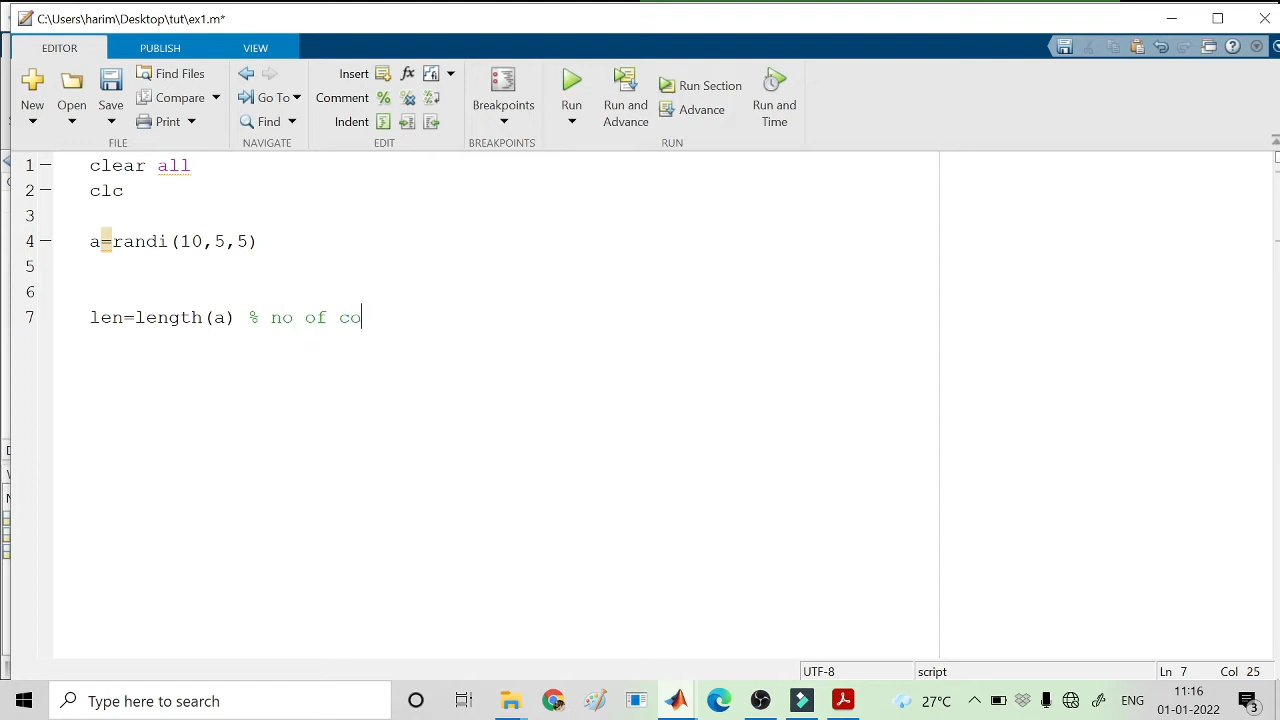 C:\Users\harim\Desktop\tut\ex1.m*
EDITOR PUBLISH VIEW
New Open Save
Find Files
Compare
Print
FILE
Go To
Find
NAVIGATE
Insert fx
Comment
Indent
EDIT
Breakpoints
BREAKPOINTS
Run
Run and Advance
Run Section
Advance
Run and Time
RUN
1 clear all
2 clc
3
4 a=randi(10,5,5)
5
6
7 len=length(a) % no of co
UTF-8 script Ln 7 Col 25
Type here to search
27°C ENG 11:16
01-01-2022 3